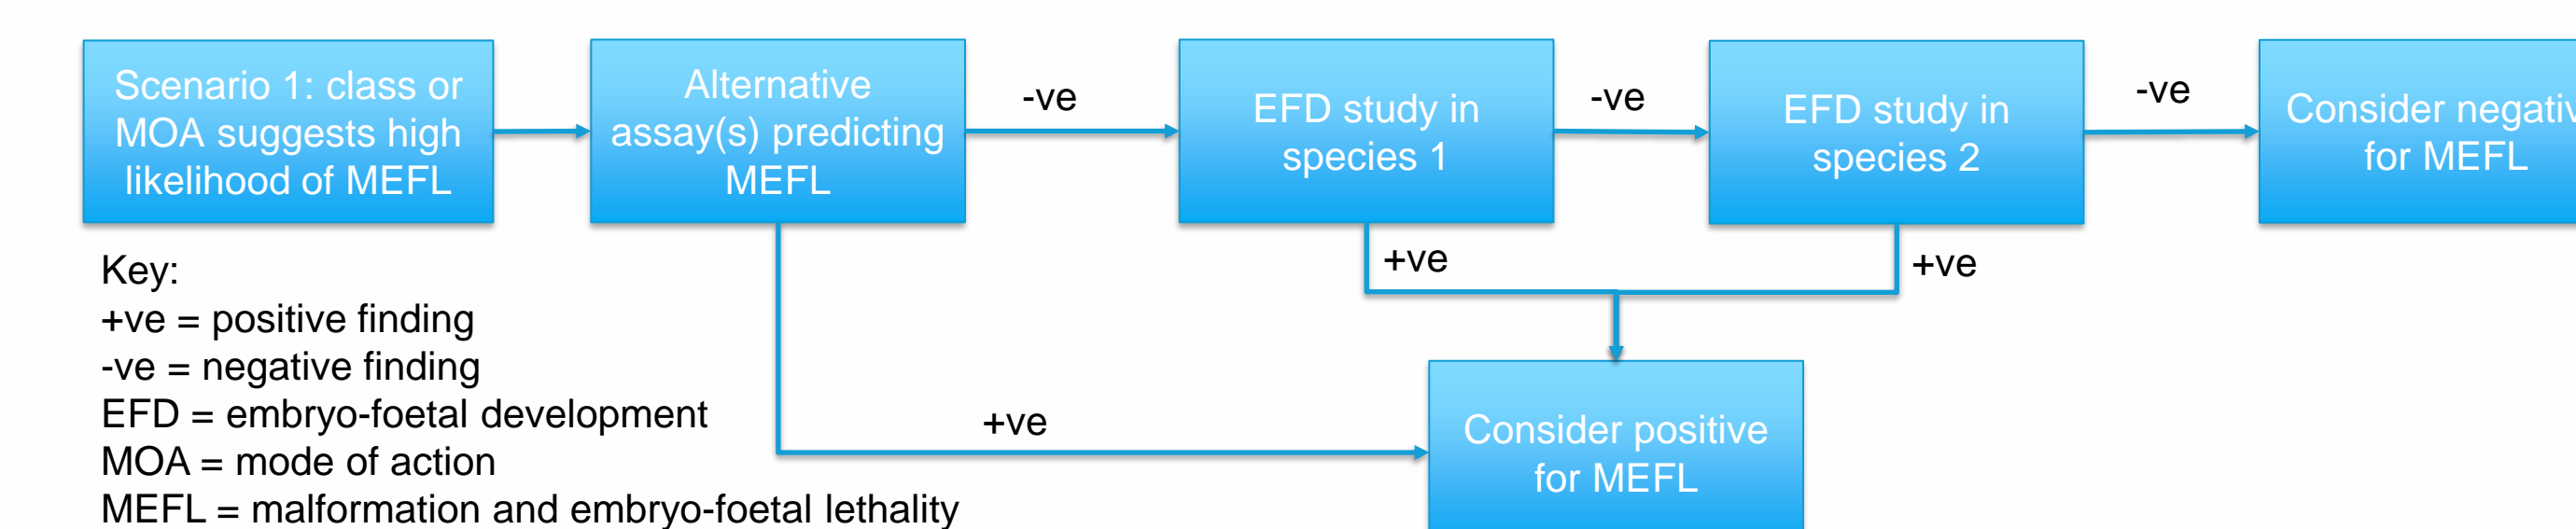 Scenario 1: class or
MOA suggests high
likelihood of MEFL
Alternative
assay(s) predicting
MEFL
-ve
EFD study in
species 1
-ve
EFD study in
species 2
-ve
Consider
for MEFL
+ve
+ve
Key:
+ve = positive finding
-ve = negative finding
EFD = embryo-foetal development
MOA = mode of action
MEFL = malformation and embryo-foetal lethality
+ve
Consider positive
for MEFL